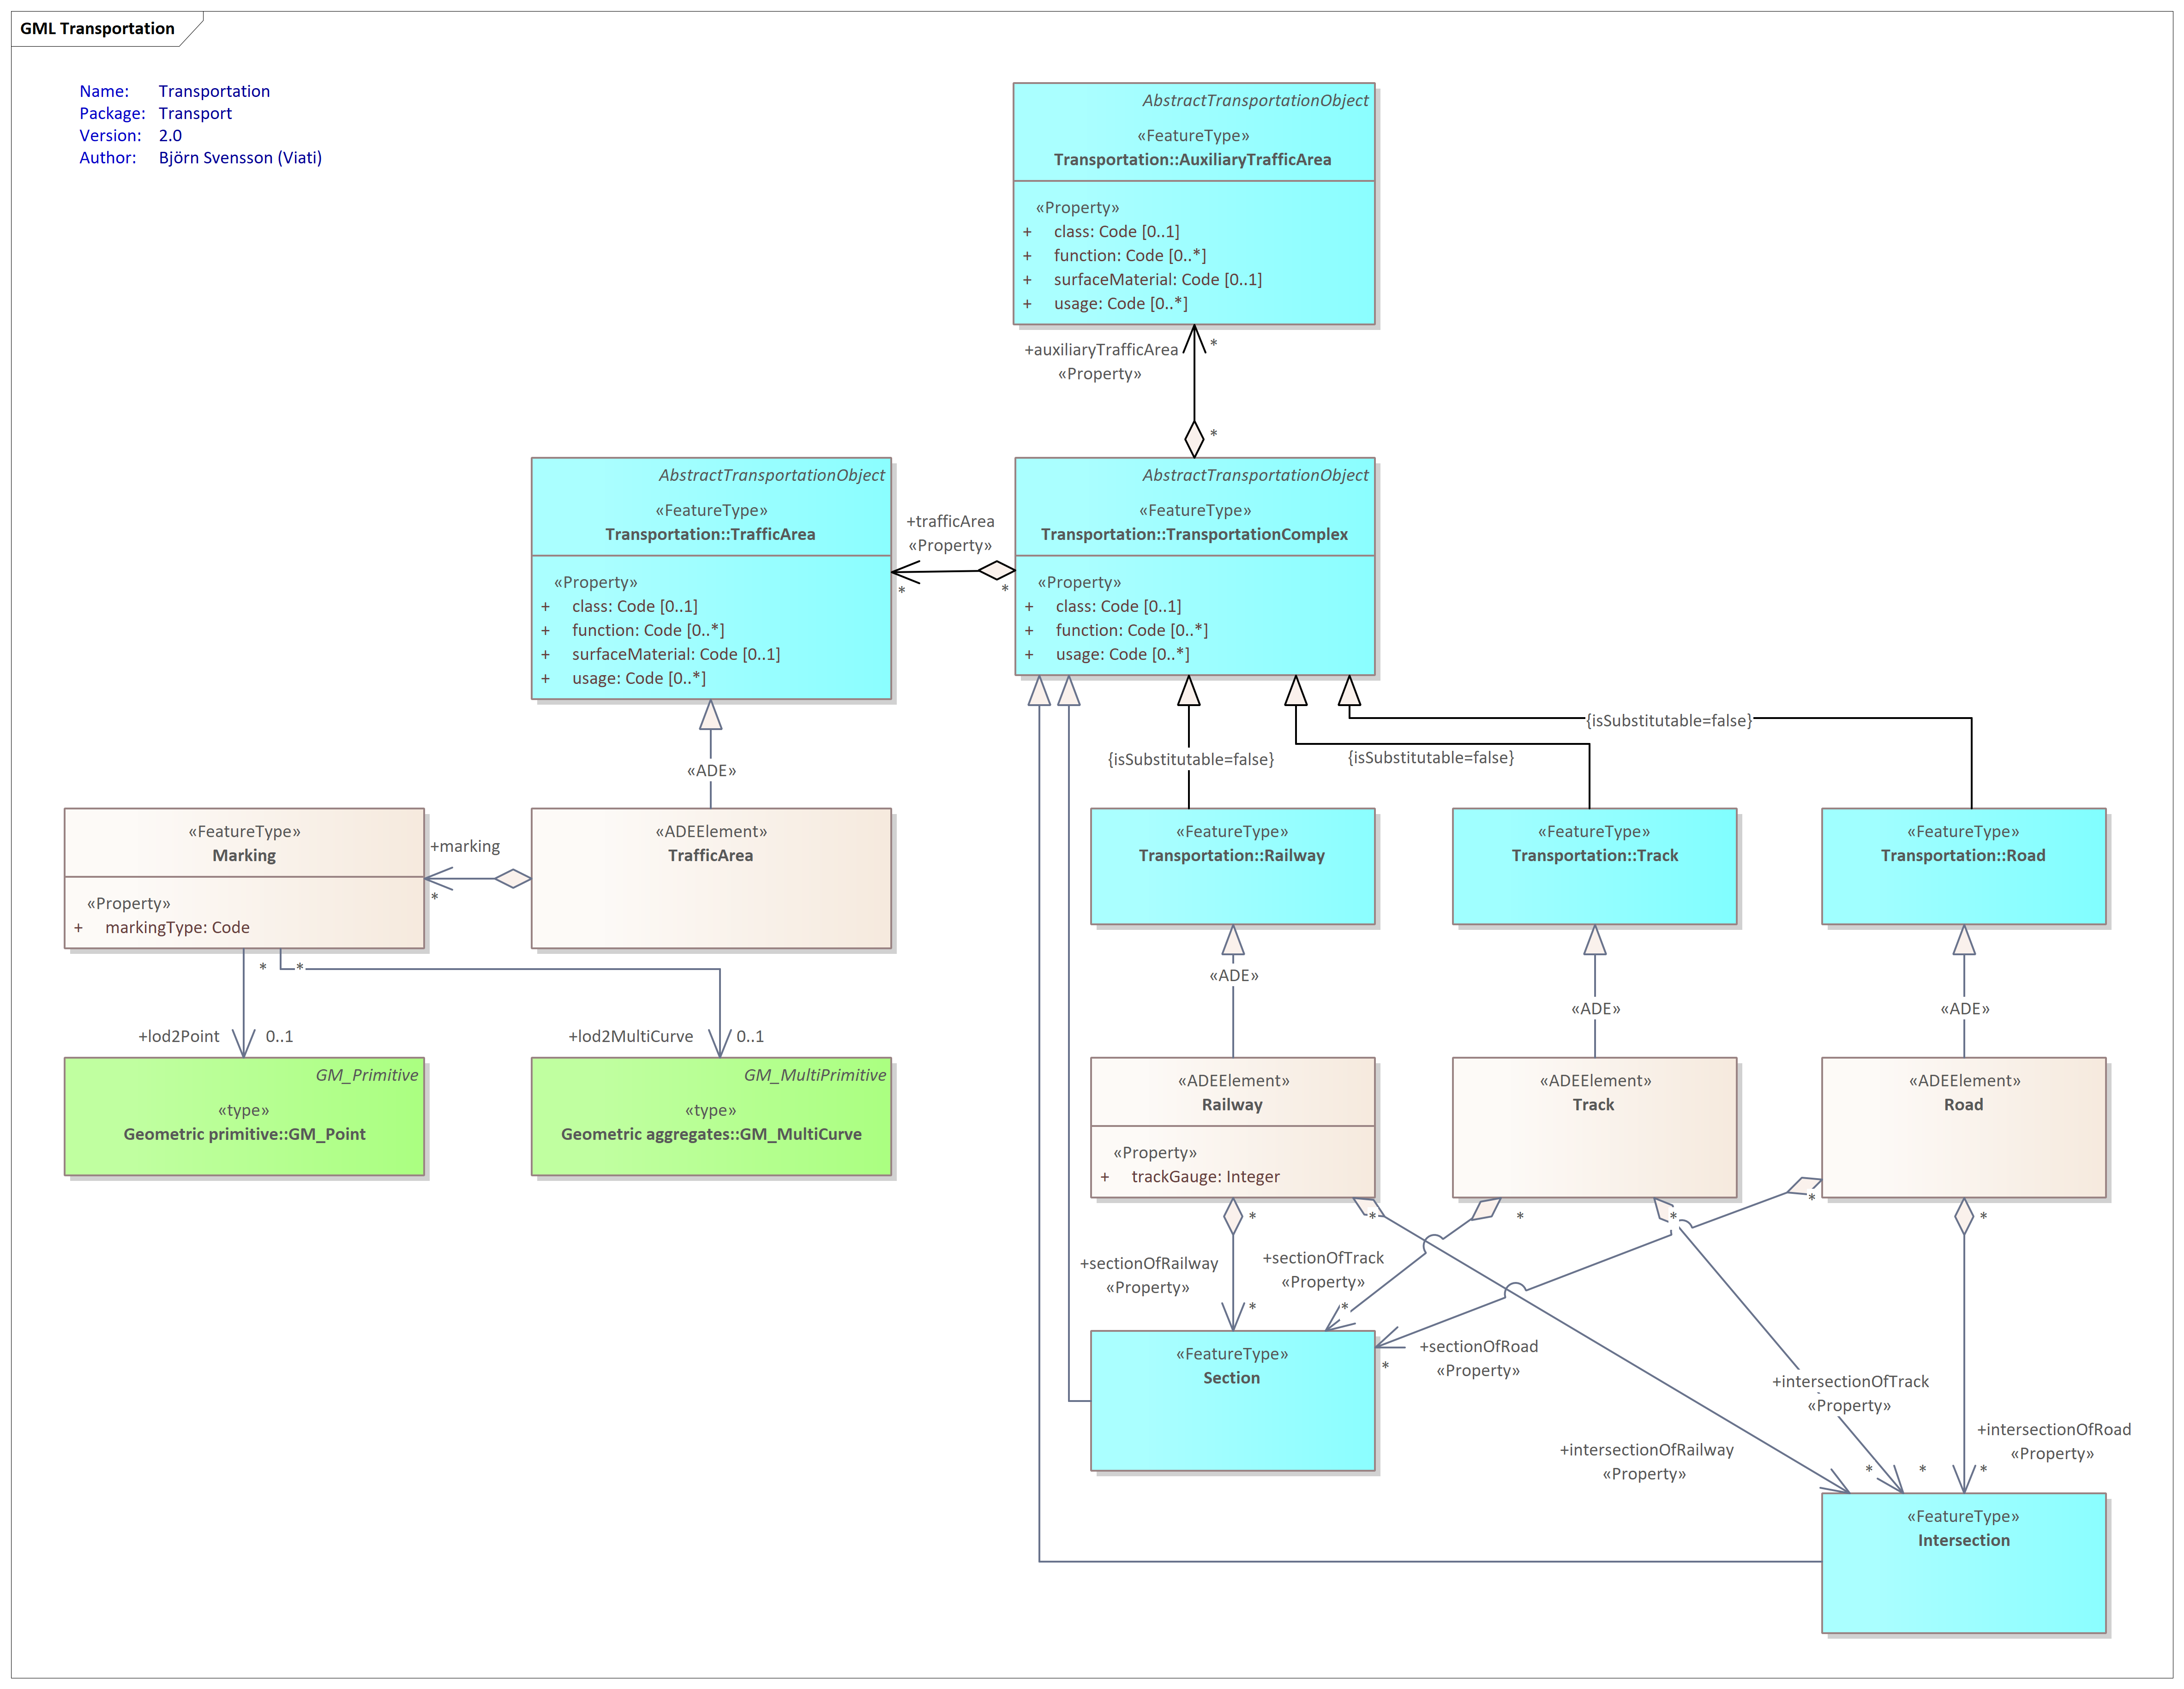 GML Transportation
Name: Transportation
Package: Transport
Version: 2.0
Author: Björn Svensson (Viati)
AbstractTransportationObject
«FeatureType»
Transportation::AuxiliaryTrafficArea
«Property»
+ class: Code [0..1]
+ function: Code [0..*]
+ surfaceMaterial: Code [0..1]
+ usage: Code [0..*]
+auxiliaryTrafficArea
*
«Property»
*
AbstractTransportationObject
«FeatureType»
Transportation::TrafficArea
«Property»
+ class: Code [0..1]
+ function: Code [0..*]
+ surfaceMaterial: Code [0..1]
+ usage: Code [0..*]
+trafficArea
«Property»
*
*
AbstractTransportationObject
«FeatureType»
Transportation::TransportationComplex
«Property»
+ class: Code [0..1]
+ function: Code [0..*]
+ usage: Code [0..*]
{isSubstitutable=false}
{isSubstitutable=false}
{isSubstitutable=false}
«ADE»
«FeatureType»
Marking
«Property»
+ markingType: Code
+marking
*
«ADEElement»
TrafficArea
«FeatureType»
Transportation::Railway
«FeatureType»
Transportation::Track
«FeatureType»
Transportation::Road
*
*
+lod2Point
0..1
+lod2MultiCurve
0..1
«ADE»
«ADE»
«ADE»
GM_Primitive
«type»
Geometric primitive::GM_Point
GM_MultiPrimitive
«type»
Geometric aggregates::GM_MultiCurve
«ADEElement»
Railway
«Property»
+ trackGauge: Integer
«ADEElement»
Track
«ADEElement»
Road
*
*
*
*
*
*
+sectionOfRailway
«Property»
*
+sectionOfTrack
«Property»
*
+sectionOfRoad
«Property»
*
«FeatureType»
Section
+intersectionOfTrack
«Property»
+intersectionOfRoad
«Property»
+intersectionOfRailway
«Property»
*
*
*
«FeatureType»
Intersection